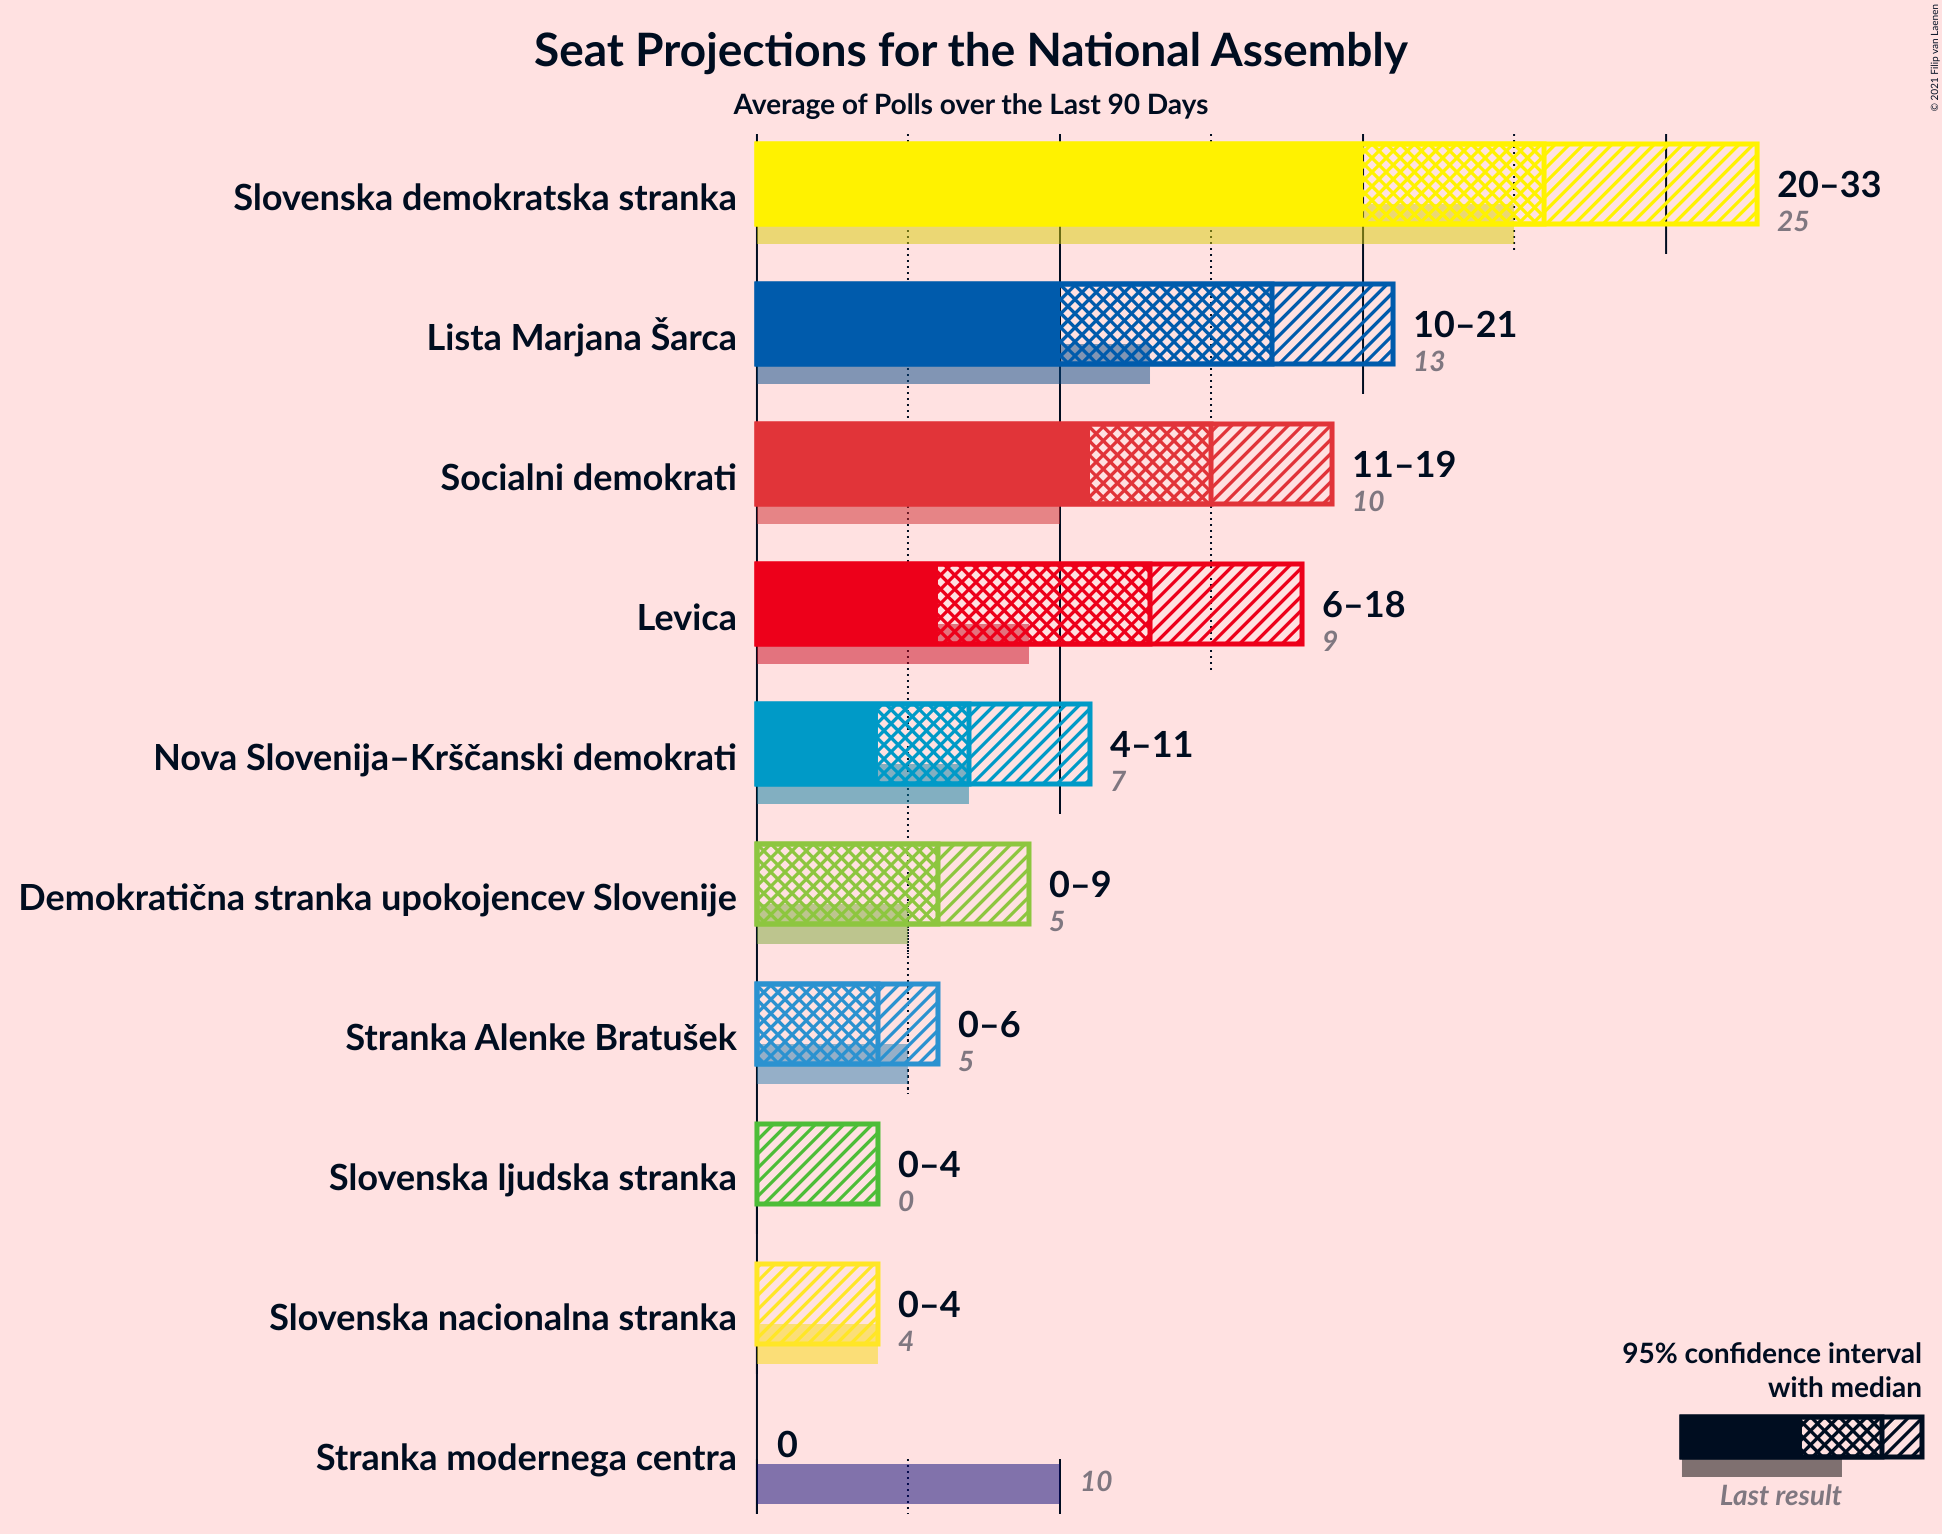 Seat Projections for the National Assembly
Average of Polls over the Last 90 Days
© 2021 Filip van Laenen
Slovenska demokratska stranka
20–33
25
Lista Marjana Šarca
10–21
13
Socialni demokrati
11–19
10
Levica
6–18
9
Nova Slovenija–Krščanski demokrati
4–11
7
Demokratična stranka upokojencev Slovenije
0–9
5
Stranka Alenke Bratušek
0–6
5
Slovenska ljudska stranka
0–4
0
Slovenska nacionalna stranka
0–4
4
Stranka modernega centra
0
10
95% confidence interval
with median
Last result